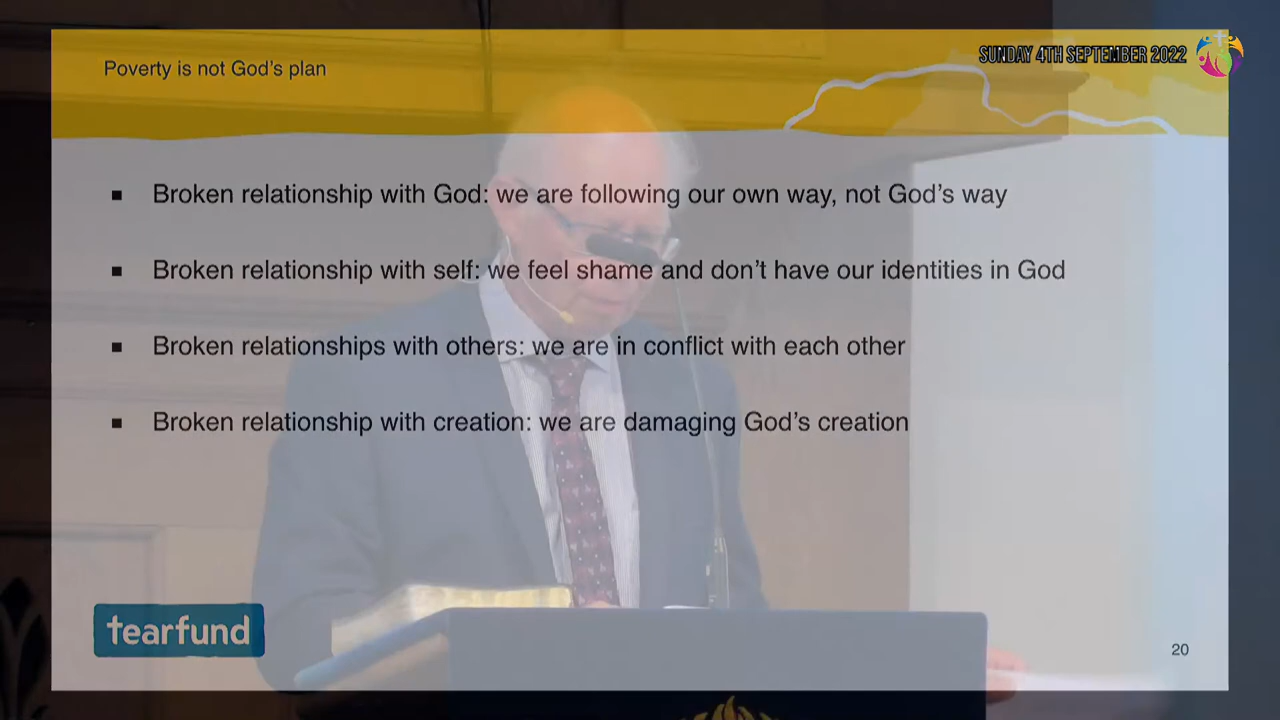 SUNDAY 4TH SEPTEMBER 2022
Poverty is not God’s plan
▪ Broken relationship with God: we are following our own way, not God’s way
▪ Broken relationship with self: we feel shame and don’t have our identities in God
▪ Broken relationships with others: we are in conflict with each other
▪ Broken relationship with creation: we are damaging God’s creation
tearfund
20